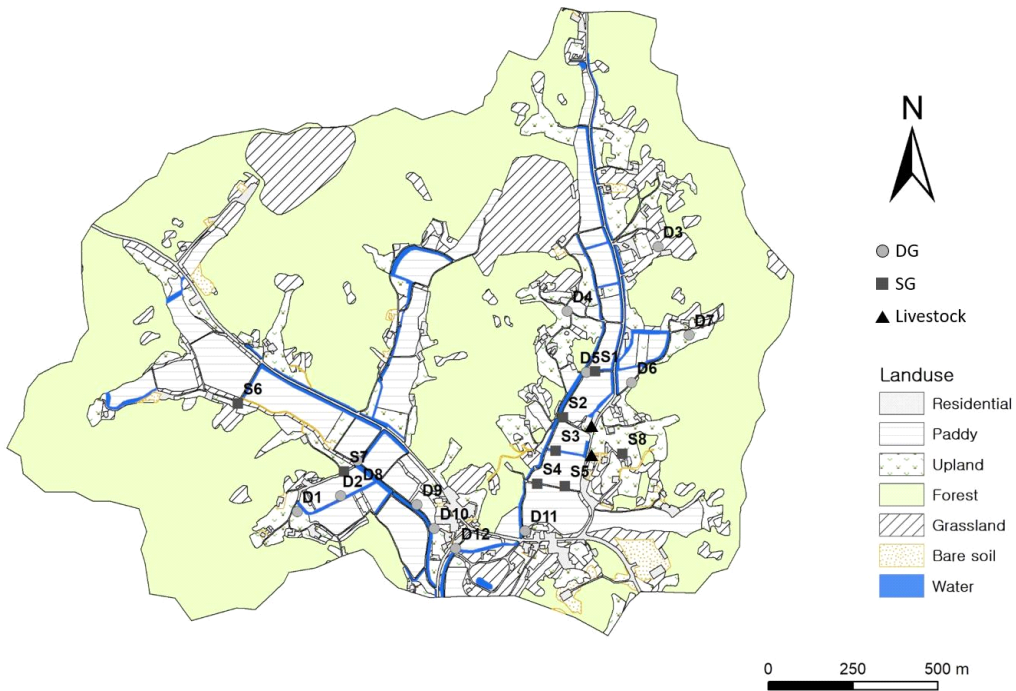 N
D3
DG
SG
D4
Livestock
D7
D5
S1
D6
Landuse
S6
S2
Residential
S3
S8
Paddy
S7
S4
S5
Upland
D8
D2
D1
D9
Forest
D10
D11
Grassland
D12
Bare soil
Water
0 250 500 m